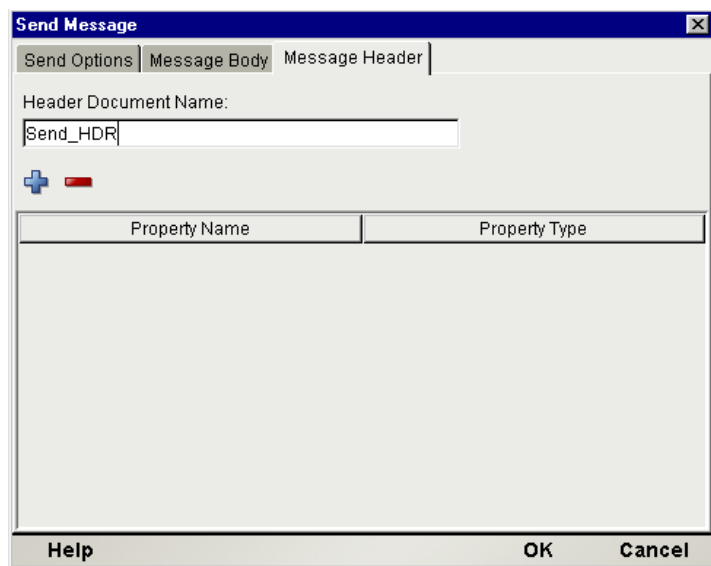 Send Message
Send Options Message Body Message Header
Header Document Name:
Send_HDR
Property Name Property Type
Help OK Cancel